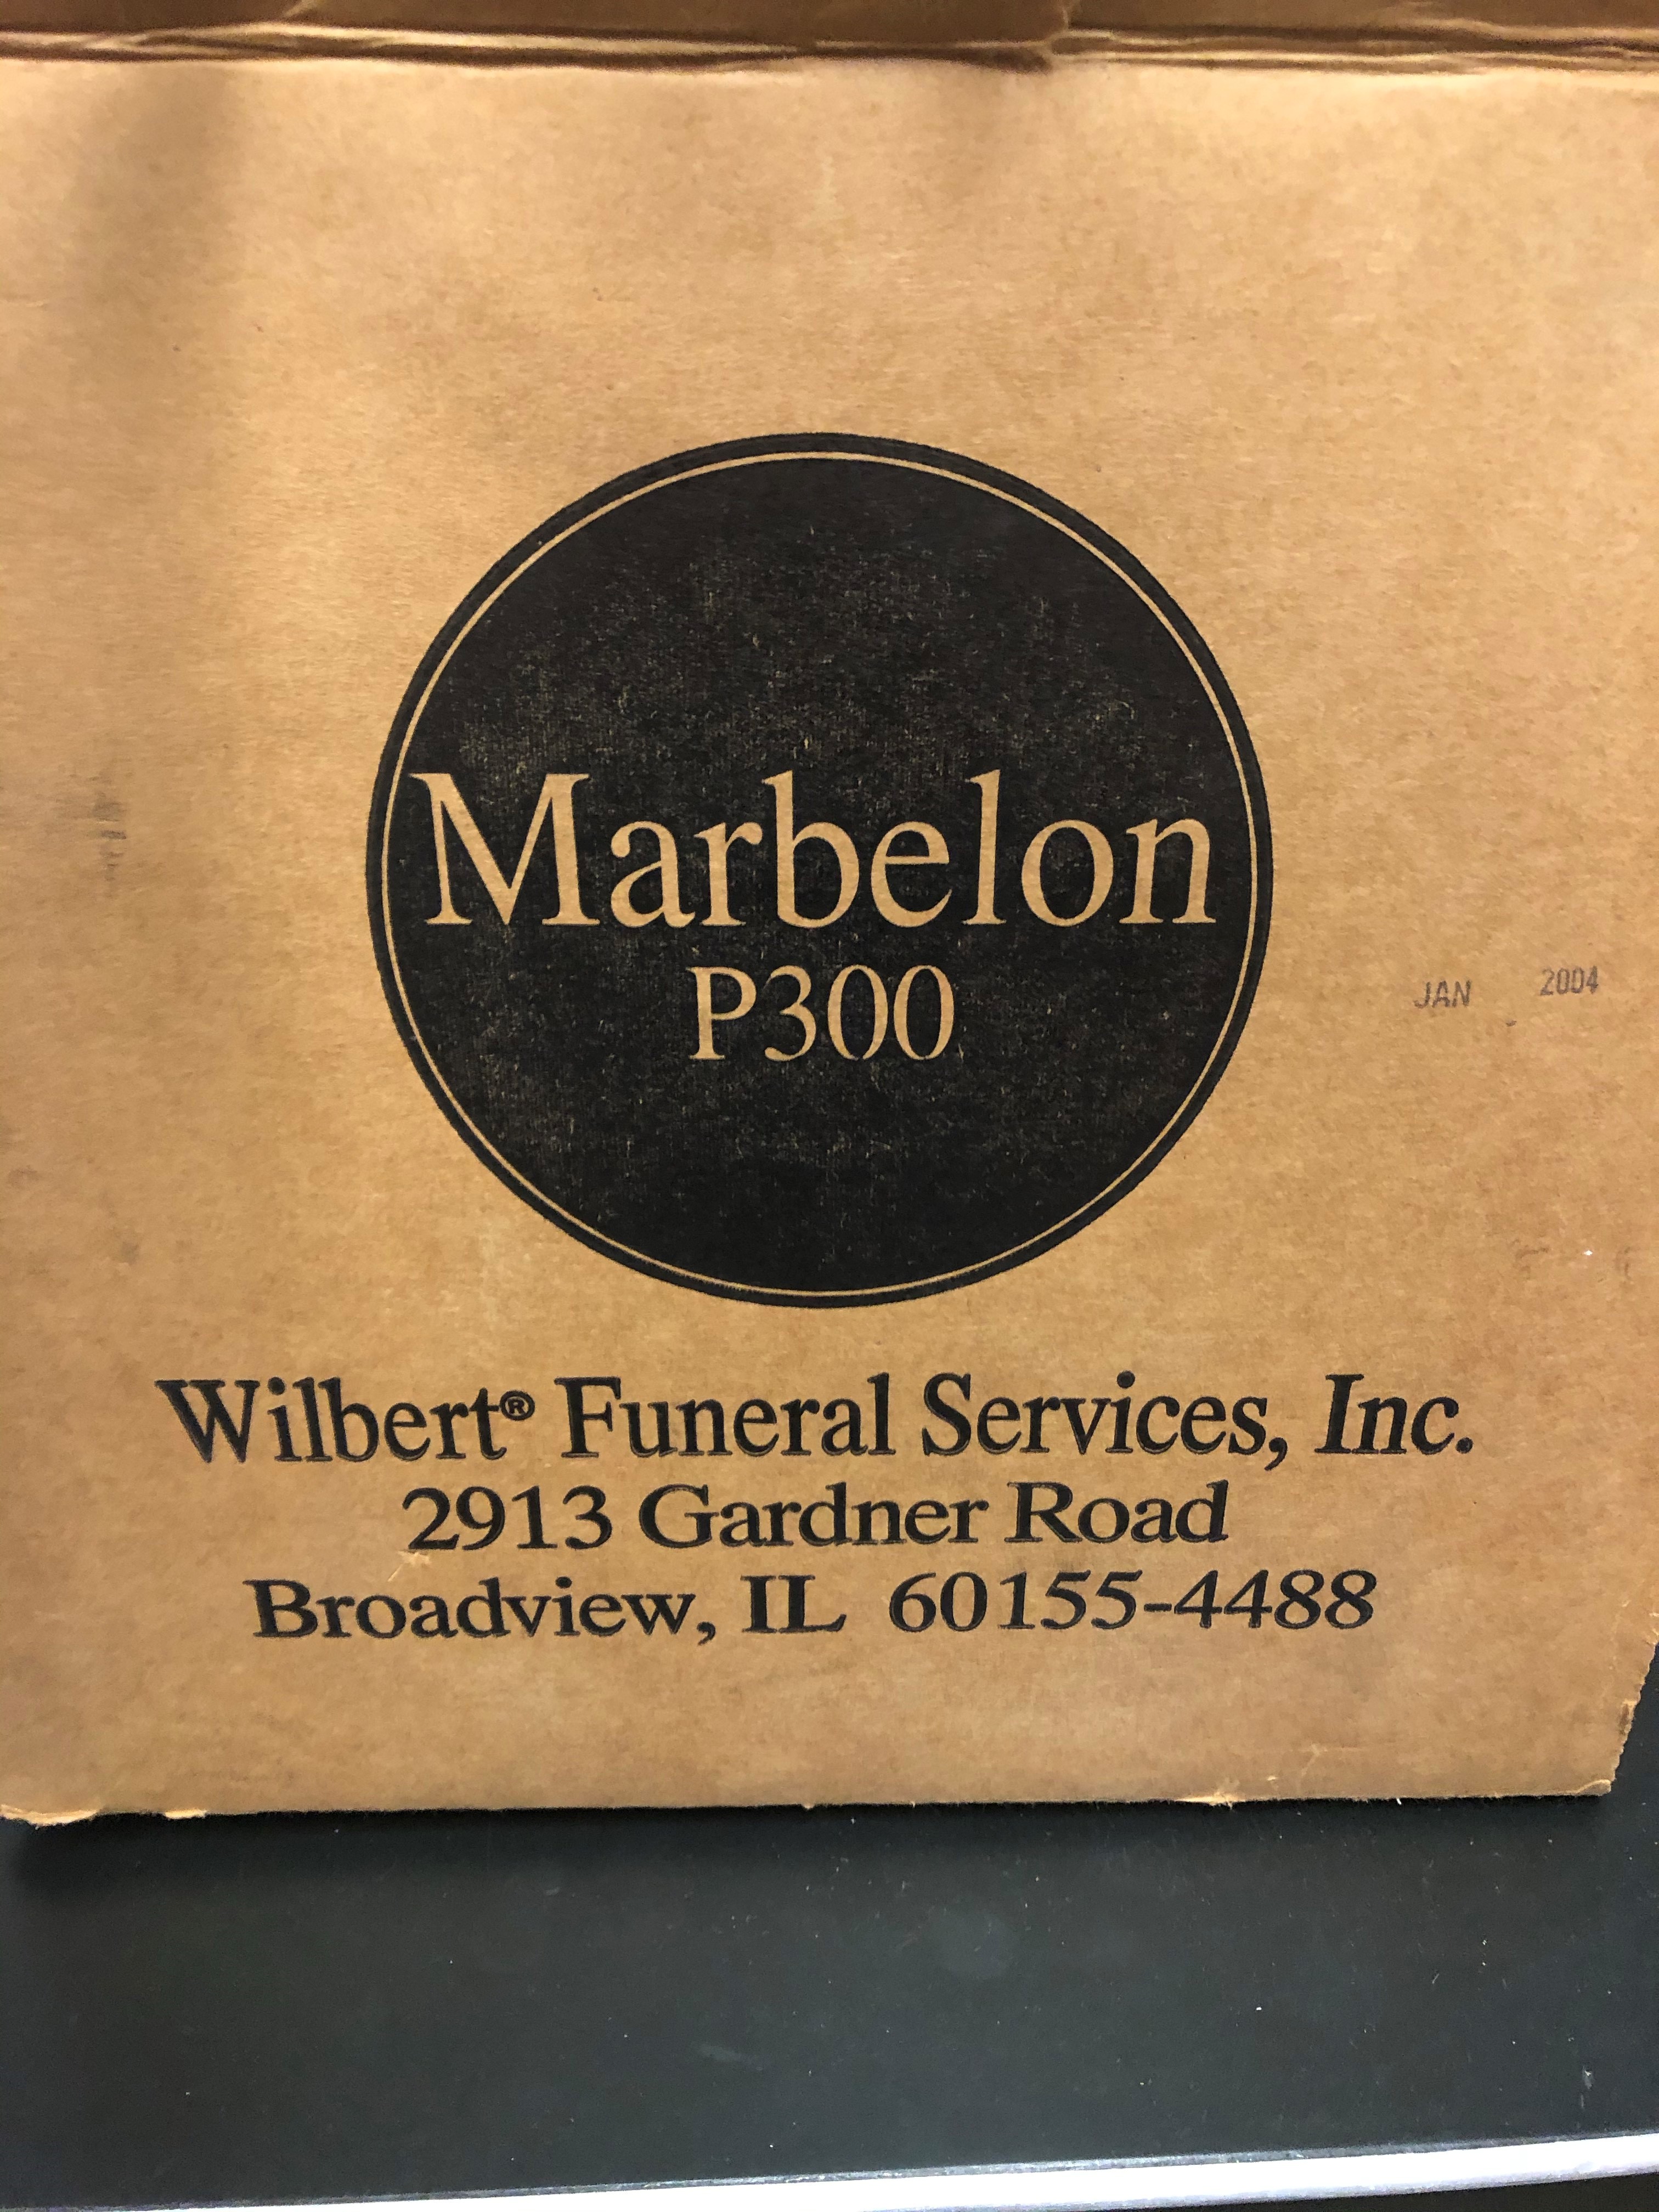 Marbelon
P300
JAN 2004
Wilbert® Funeral Services, Inc.
2913 Gardner Road
Broadview, IL 60155-4488